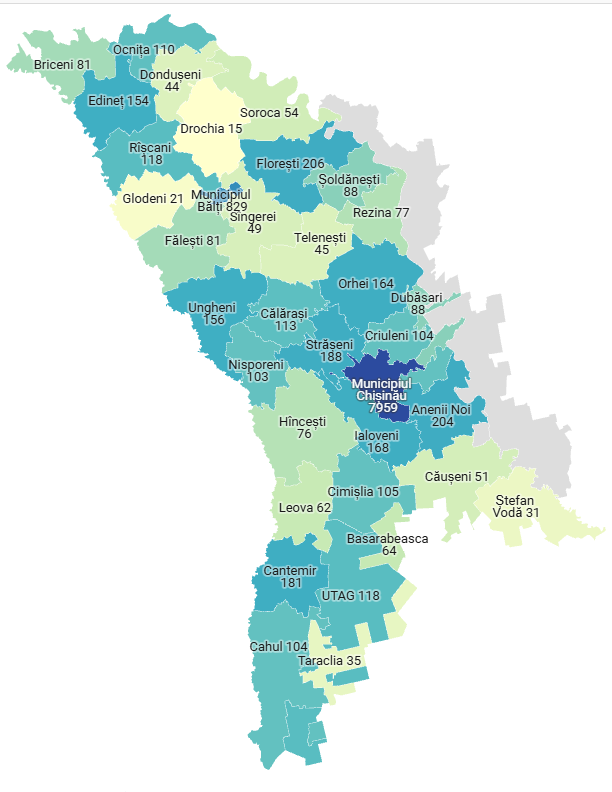 Ocnița 110
Briceni 81
Dondușeni
44
Edineț 154
Soroca 54
Drochia 15
Rîșcani
118
Florești 206
Șoldănești
88
Glodeni 21
Municipiul
Bălți 829
Sîngerei
49
Rezina 77
Fălești 81
Telenești
45
Orhei 164
Dubăsari
88
Ungheni
156
Călărași
113
Criuleni 104
Strășeni
188
Nisporeni
103
Municipiul
Chișinău
7959
Anenii Noi
204
Hîncești
76
Ialoveni
168
Căușeni 51
Cimișlia 105
Ștefan
Vodă 31
Leova 62
Basarabeasca
64
Cantemir
181
UTAG 118
Cahul 104
Taraclia 35